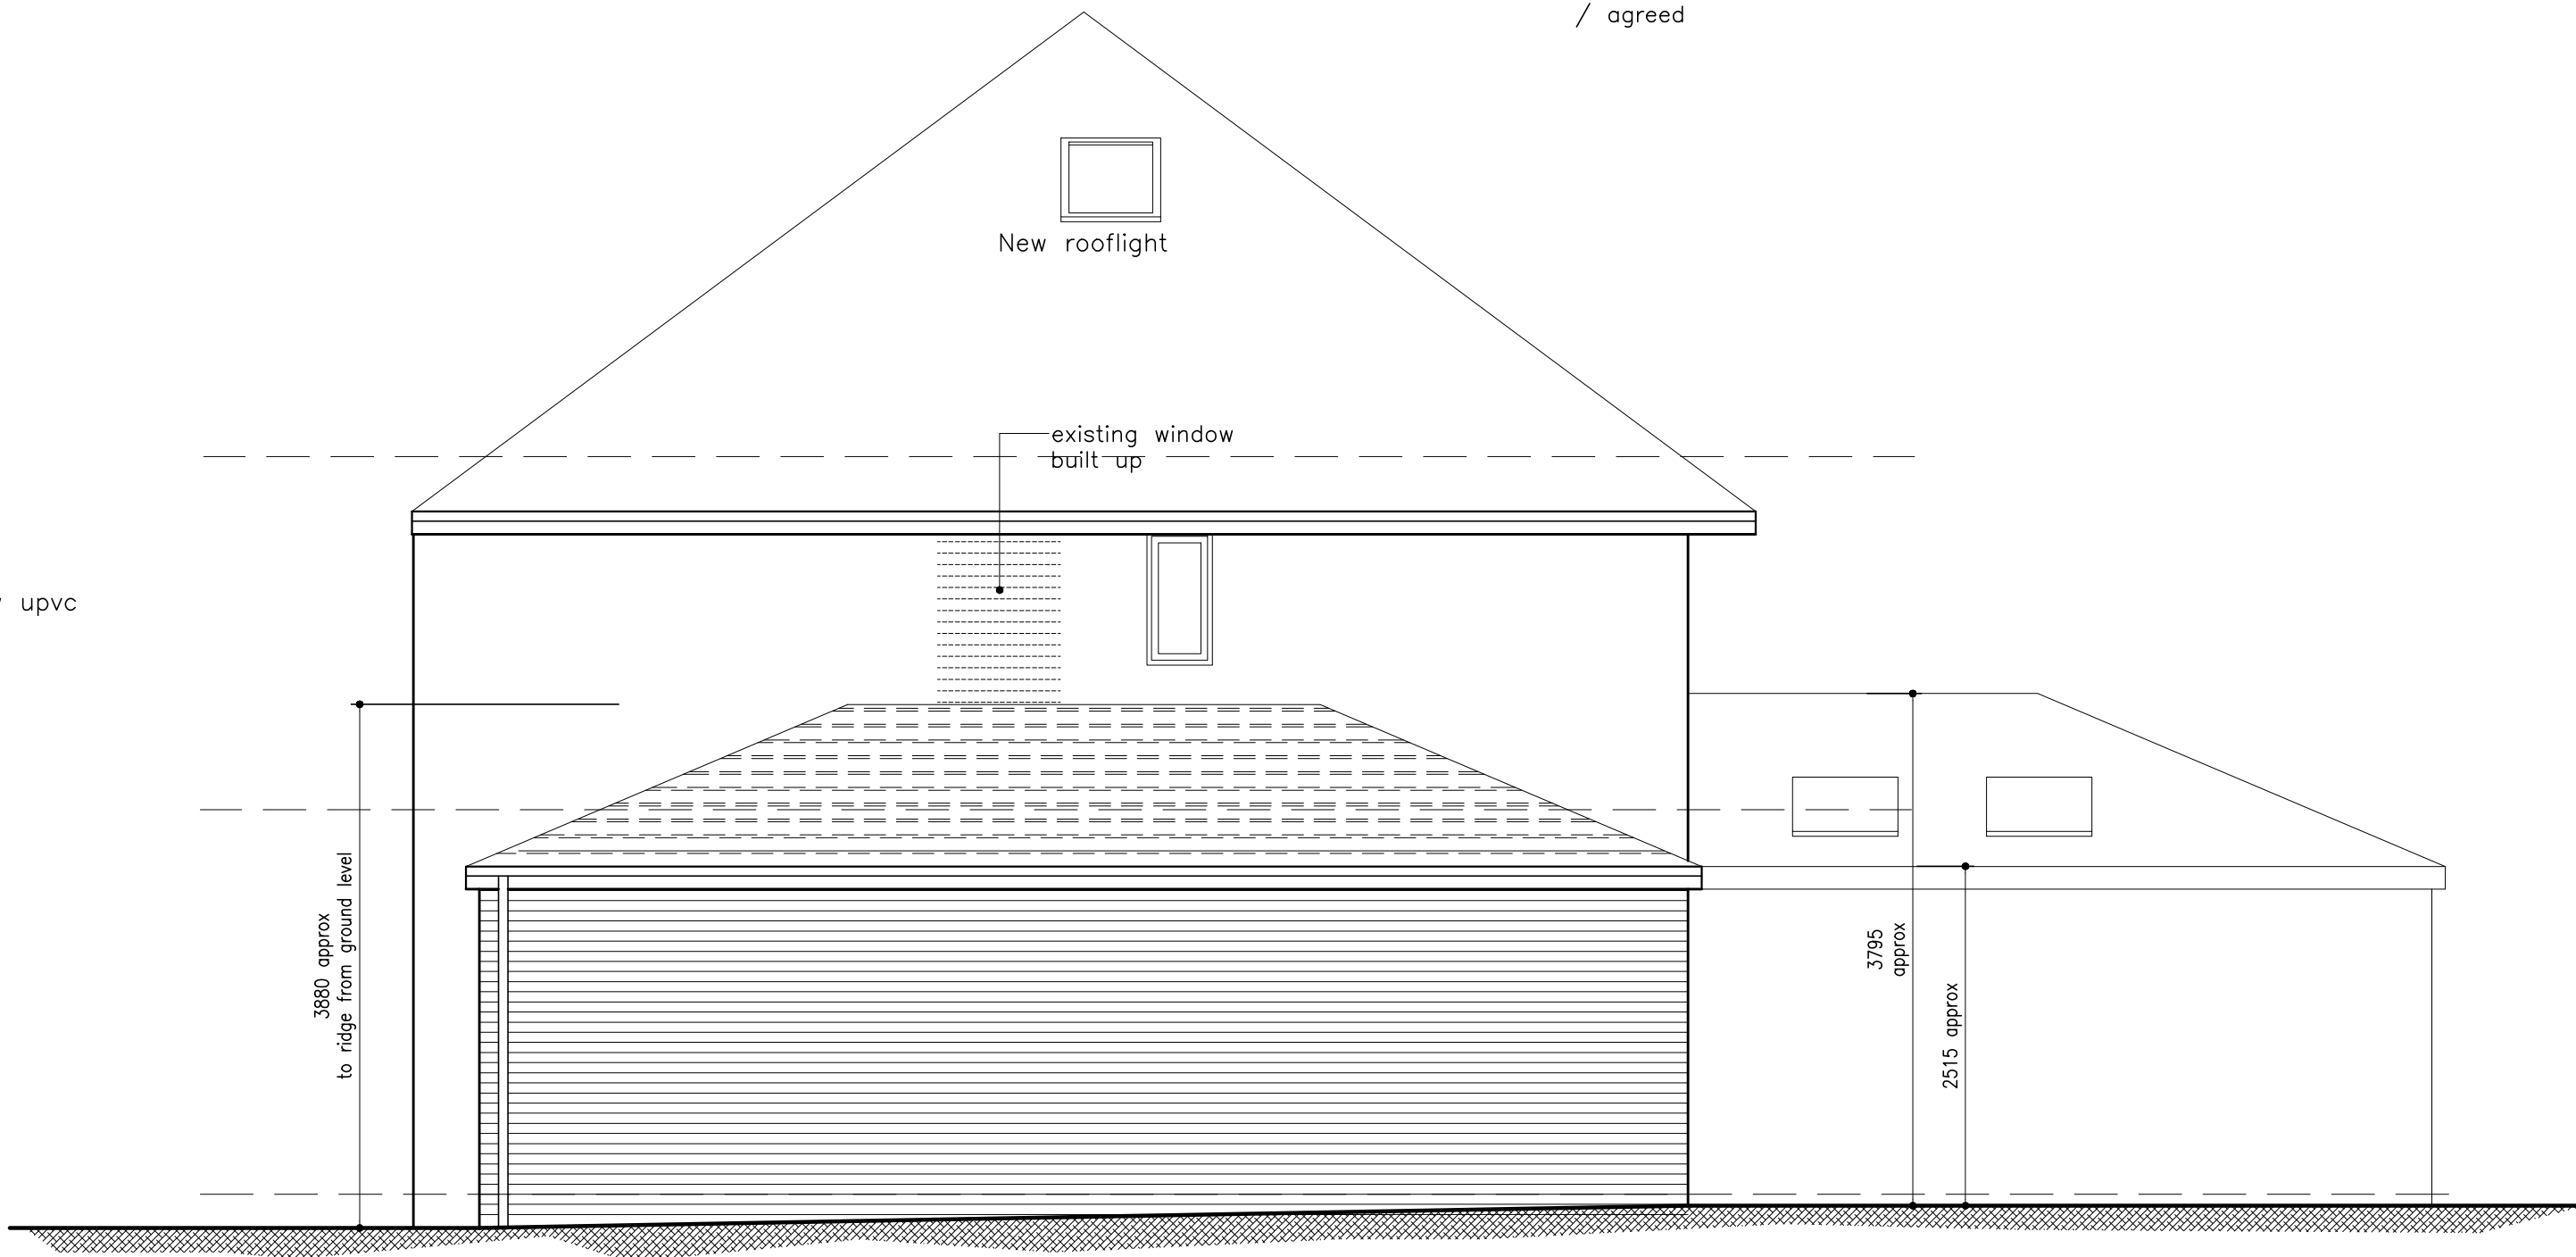 / agreed
New rooflight
existing window
built up
upvc
3880 approx
to ridge from ground level
3795
approx
2515 approx